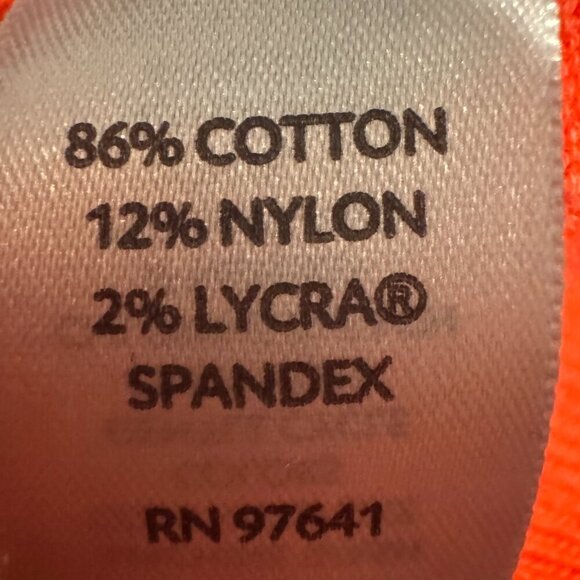 86% COTTON
12% NYLON
2% LYCRA®
SPANDEX
RN 97641